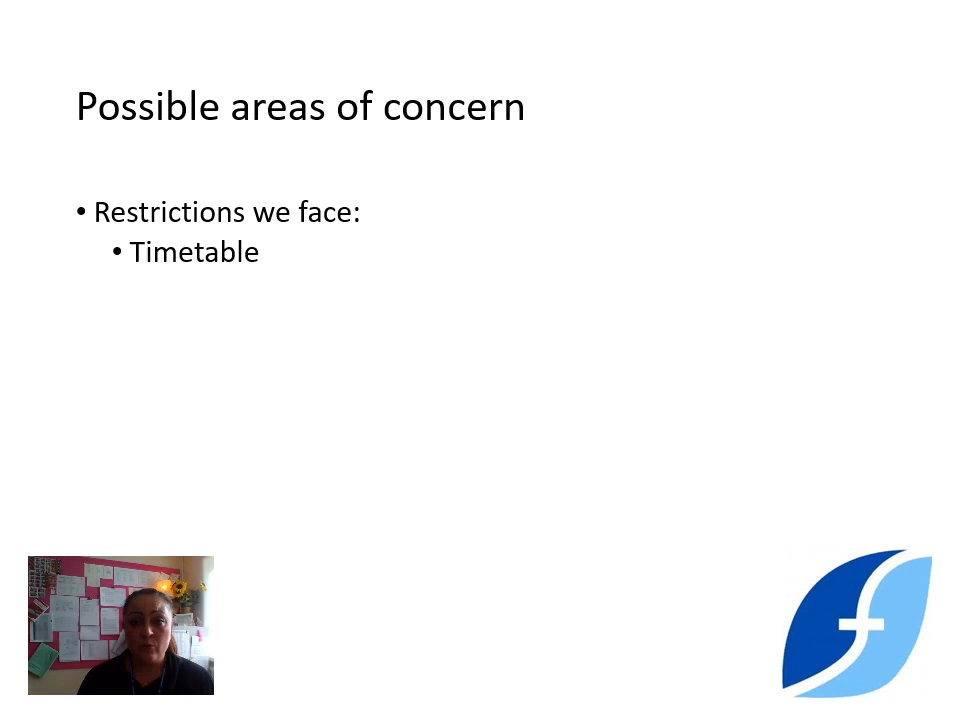 Possible areas of concern
• Restrictions we face:
• Timetable